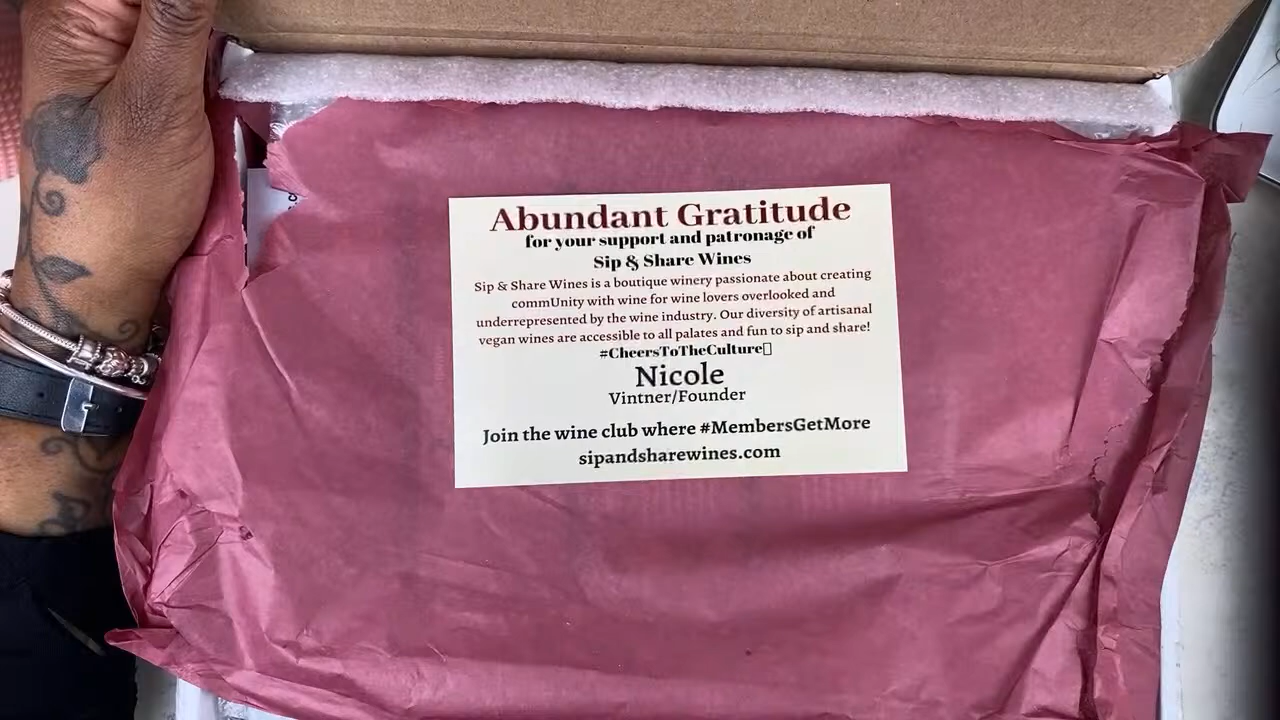 Abundant Gratitude
for your support and patronage of
Sip & Share Wines
Sip & Share Wines is a boutique winery passionate about creating
commUnity with wine for wine lovers overlooked and
underrepresented by the wine industry. Our diversity of artisanal
vegan wines are accessible to all palates and fun to sip and share!
#CheersToTheCulture▯
Nicole
Vintner/Founder
Join the wine club where #MembersGetMore
sipandsharewines.com